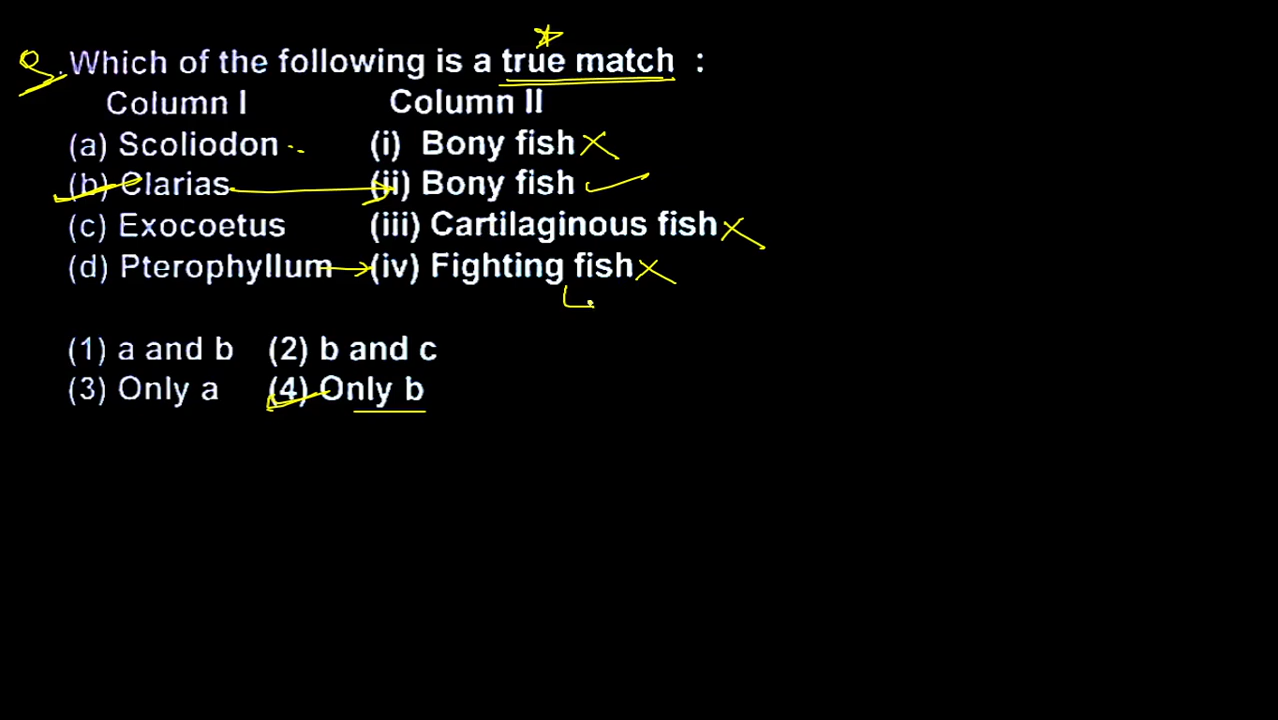 Q. Which of the following is a true match :
Column I Column II
(a) Scoliodon (i) Bony fish
(b) Clarias (ii) Bony fish
(c) Exocoetus (iii) Cartilaginous fish
(d) Pterophyllum (iv) Fighting fish
(1) a and b (2) b and c
(3) Only a (4) Only b